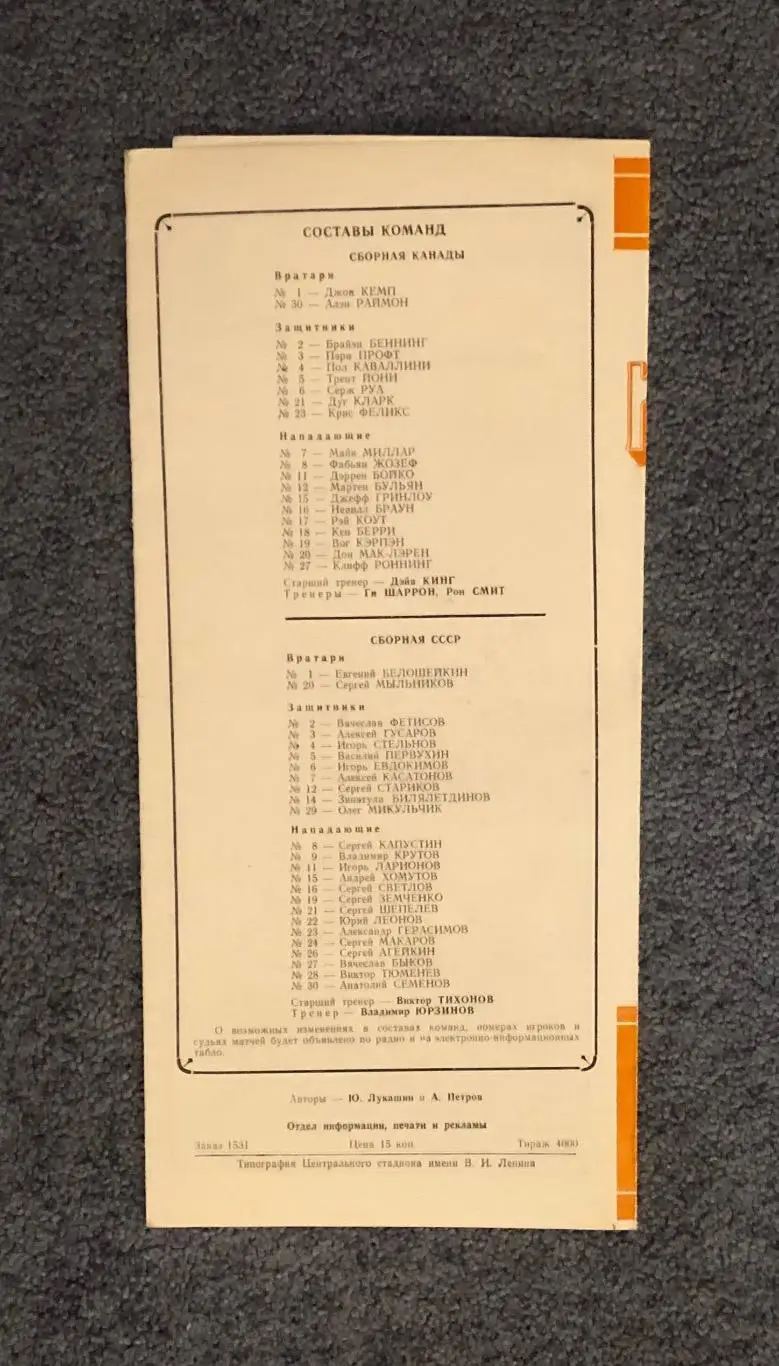 СОСТАВЫ КОМАНД
СБОРНАЯ КАНАДЫ
Вратари
№ 1 — Джон КЕМП
№ 30 — Алэн РАЙМОН
Защитники
№ 2 — Брайэн БЕННИНГ
№ 3 — Пэри ПРОФТ
№ 4 — Пол КАВАЛЛИНИ
№ 5 — Трент ЙОНИ
№ 6 — Серж РУА
№ 21 — Дуг КЛАРК
№ 23 — Крис ФЕЛИКС
Нападающие
№ 7 — Майк МИЛЛАР
№ 8 — Фабьян ЖОЗЕФ
№ 11 — Дэррен БОЙКО
№ 12 — Мартен БУЛЬЯН
№ 15 — Джефф ГРИНЛОУ
№ 16 — Невилл БРАУН
№ 17 — Рэй КОУТ
№ 18 — Кен БЕРРИ
№ 19 — Вог КЭРПЭН
№ 20 — Дон МАК-ЛЭРЕН
№ 27 — Клифф РОННИНГ
Старший тренер — Дэйв КИНГ
Тренеры — Ги ШАРРОН, Рон СМИТ
СБОРНАЯ СССР
Вратари
№ 1 — Евгений БЕЛОШЕЙКИН
№ 20 — Сергей МЫЛЬНИКОВ
Защитники
№ 2 — Вячеслав ФЕТИСОВ
№ 3 — Алексей ГУСАРОВ
№ 4 — Игорь СТЕЛЬНОВ
№ 5 — Василий ПЕРВУХИН
№ 6 — Игорь ЕВДОКИМОВ
№ 7 — Алексей КАСАТОНОВ
№ 12 — Сергей СТАРИКОВ
№ 14 — Зинэтула БИЛЯЛЕТДИНОВ
№ 29 — Олег МИКУЛЬЧИК
Нападающие
№ 8 — Сергей КАПУСТИН
№ 9 — Владимир КРУТОВ
№ 11 — Игорь ЛАРИОНОВ
№ 15 — Андрей ХОМУТОВ
№ 16 — Сергей СВЕТЛОВ
№ 19 — Сергей ЗЕМЧЕНКО
№ 21 — Сергей ШЕПЕЛЕВ
№ 22 — Юрий ЛЕОНОВ
№ 23 — Александр ГЕРАСИМОВ
№ 24 — Сергей МАКАРОВ
№ 26 — Сергей АГЕЙКИН
№ 27 — Вячеслав БЫКОВ
№ 28 — Виктор ТЮМЕНЕВ
№ 30 — Анатолий СЕМЕНОВ
Старший тренер — Виктор ТИХОНОВ
Тренер — Владимир ЮРЗИНОВ
О возможных изменениях в составах команд, номерах игроков и
судьях матчей будет объявлено по радио и на электронно-информационных
табло.
Авторы — Ю. Лукашин и А. Петров
Отдел информации, печати и рекламы
Заказ 1531 Цена 15 коп. Тираж 4000
Типография Центрального стадиона имени В. И. Ленина